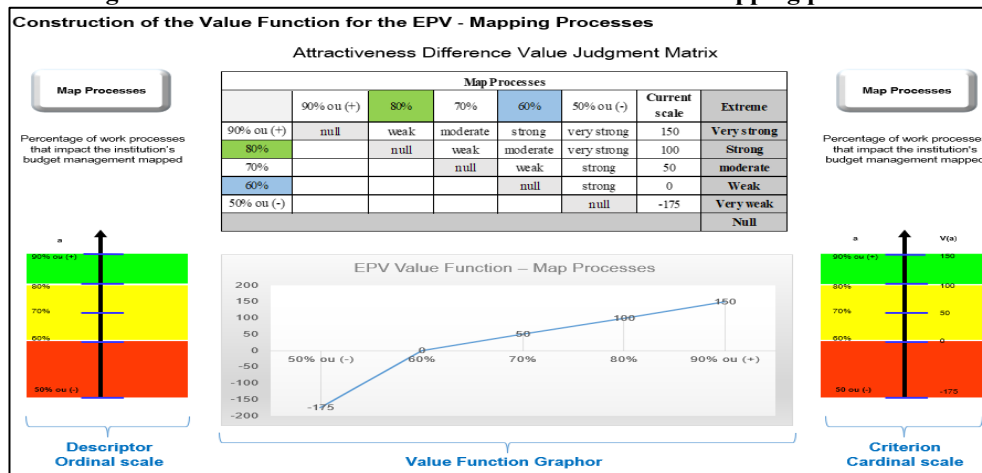 Construction of the Value Function for the EPV - Mapping Processes
Attractiveness Difference Value Judgment Matrix
Map Processes
Percentage of work processes
that impact the institution's
budget management mapped
Map Processes
90% ou (+) 80% 70% 60% 50% ou (-) Current scale Extreme
90% ou (+) null weak moderate strong very strong 150 Very strong
80% null weak moderate very strong 100 Strong
70% null weak strong 50 moderate
60% null strong 0 Weak
50% ou (-) null -175 Very weak
Null
Map Processes
Percentage of work processes
that impact the institution's
budget management mapped
a
90% ou (+)
80%
70%
60%
50% ou (-)
Descriptor
Ordinal scale
EPV Value Function – Map Processes
200
150
100
50
0
-50
-100
-150
-200
50% ou (-) 60% 70% 80% 90% ou (+)
-175 0 50 100 150
Value Function Graphor
a V(a)
90% ou (+) 150
80% 100
70% 50
60% 0
50 ou (-) -175
Criterion
Cardinal scale